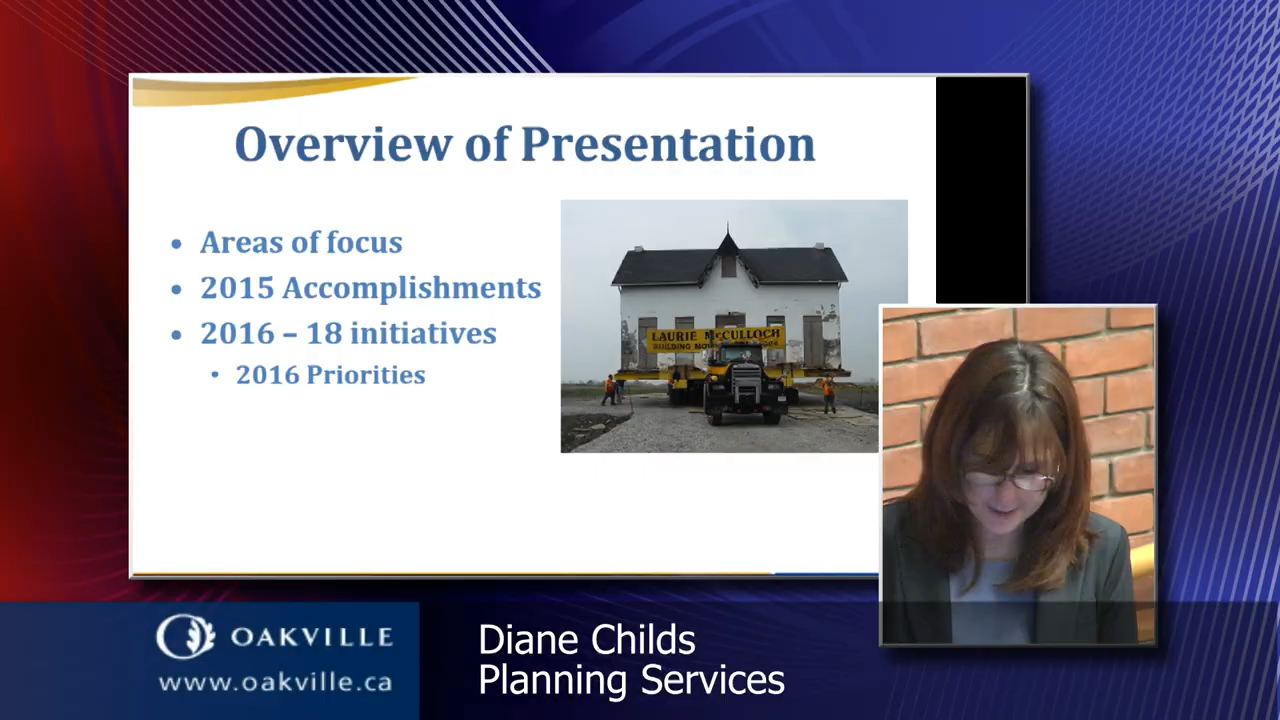 Overview of Presentation
• Areas of focus
• 2015 Accomplishments
• 2016 – 18 initiatives
• 2016 Priorities
LAURIE McCULLOCH
BUILDING
OAKVILLE
www.oakville.ca
Diane Childs
Planning Services